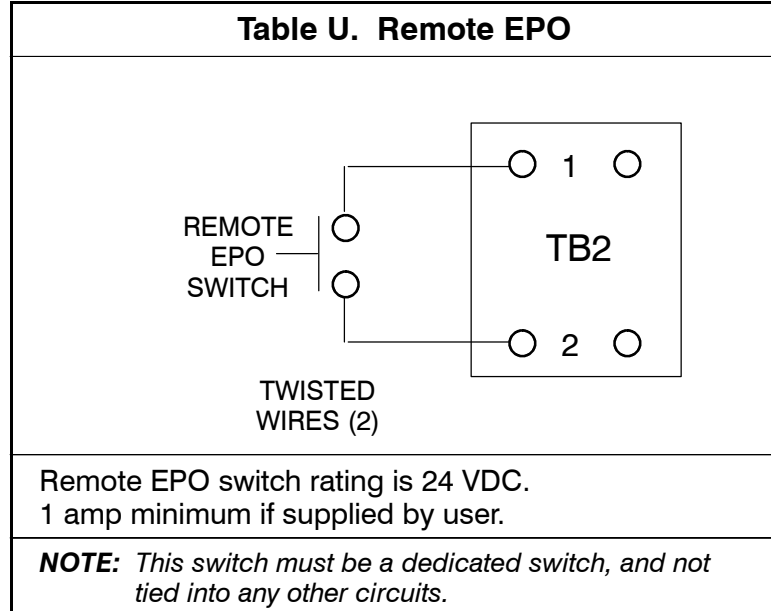 Table U. Remote EPO
1
REMOTE
EPO
SWITCH
TB2
2
TWISTED
WIRES (2)
Remote EPO switch rating is 24 VDC.
1 amp minimum if supplied by user.
NOTE: This switch must be a dedicated switch, and not
tied into any other circuits.